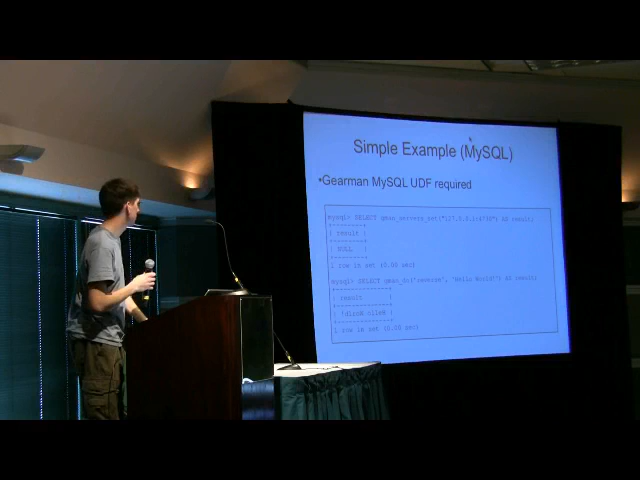 Simple Example (MySQL)
•Gearman MySQL UDF required
mysql> SELECT gman_servers_set("127.0.0.1:4730") AS result;
| result |
| NULL |
1 row in set (0.00 sec)
mysql> SELECT gman_do('reverse', 'Hello World!') AS result;
| result |
| !dlroW olleH |
1 row in set (0.00 sec)